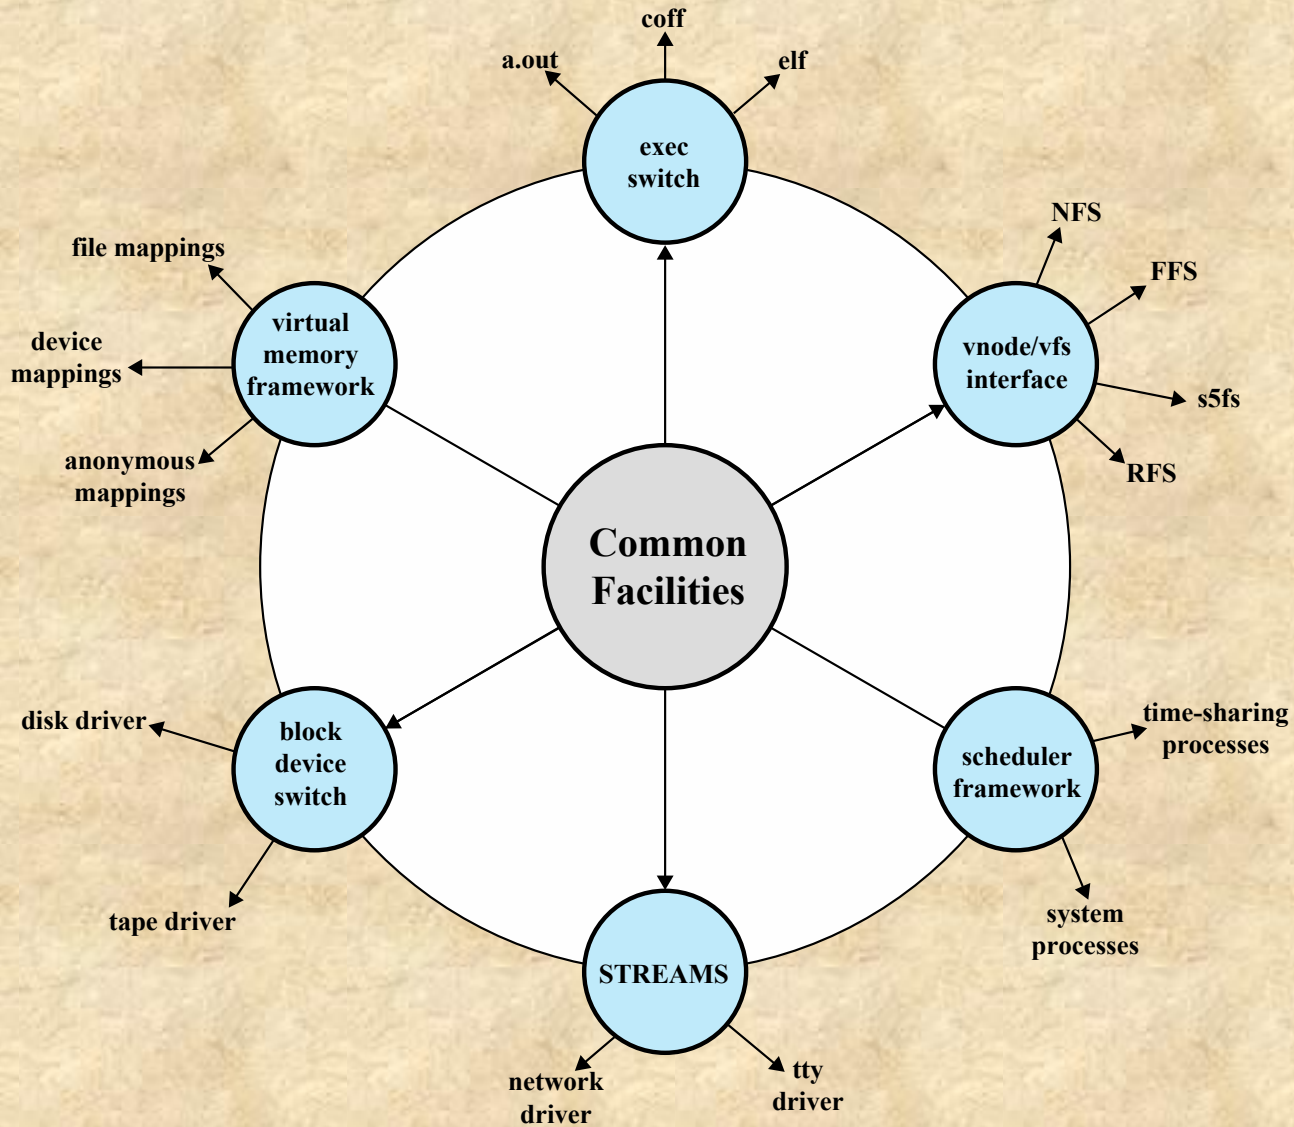 coff
a.out
elf
exec
switch
NFS
FFS
s5fs
RFS
vnode/vfs
interface
file mappings
device
mappings
anonymous
mappings
virtual
memory
framework
Common
Facilities
disk driver
tape driver
block
device
switch
time-sharing
processes
system
processes
scheduler
framework
STREAMS
network
driver
tty
driver